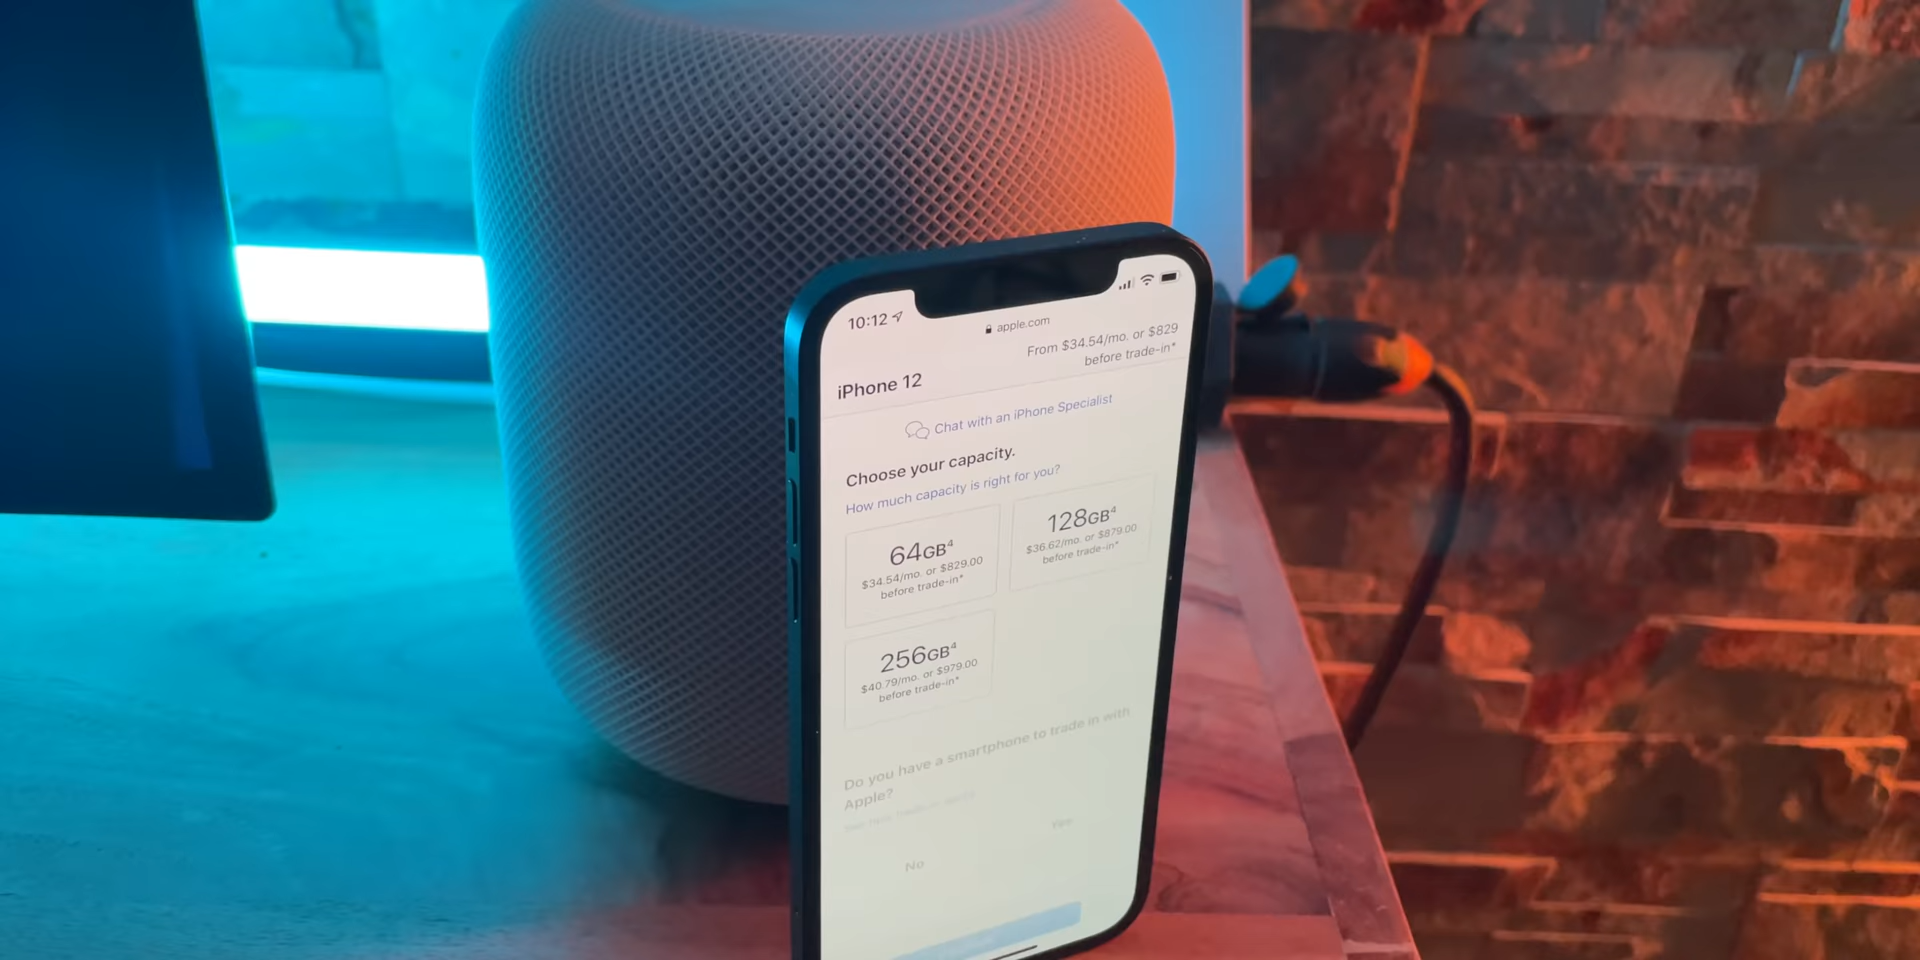 10:12
apple.com
From $34.54/mo. or $829
before trade-in*
iPhone 12
Chat with an iPhone Specialist
Choose your capacity.
How much capacity is right for you?
64GB⁴
$34.54/mo. or $829.00
before trade-in*
128GB⁴
$36.62/mo. or $879.00
before trade-in*
256GB⁴
$40.79/mo. or $979.00
before trade-in*
Do you have a smartphone to trade in with
Apple?
Yes
No